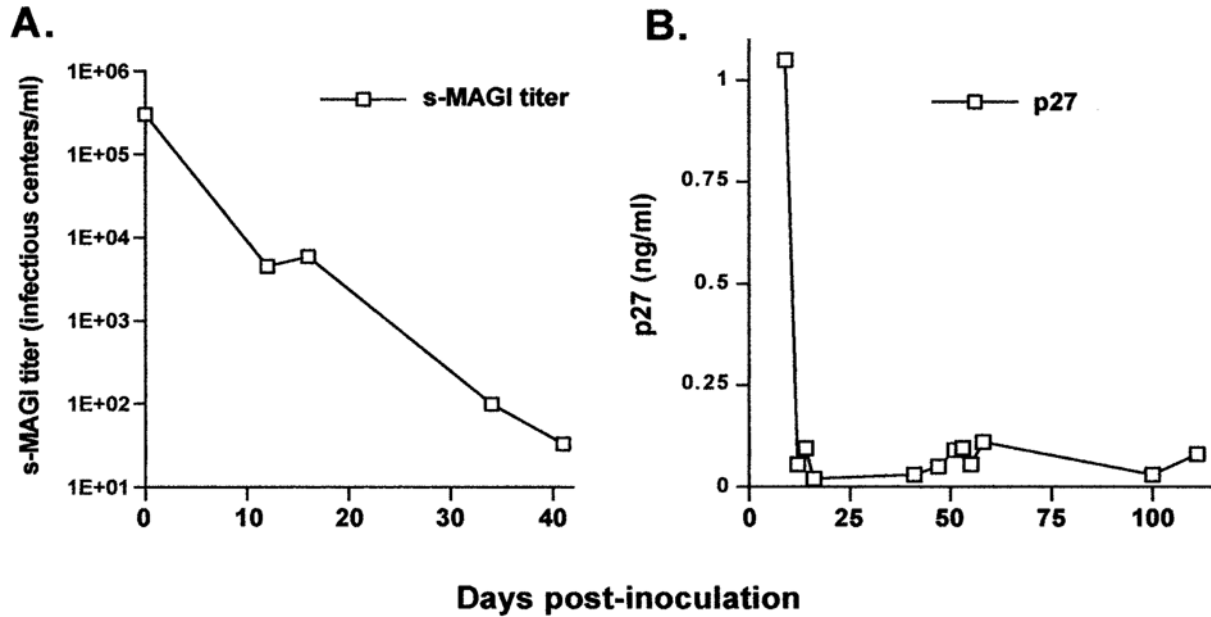 A.
s-MAGI titer (infectious centers/ml)
1E+06
1E+05
1E+04
1E+03
1E+02
1E+01
0
10
20
30
40
s-MAGI titer
B.
p27 (ng/ml)
1
0.75
0.5
0.25
0
0
25
50
75
100
p27
Days post-inoculation